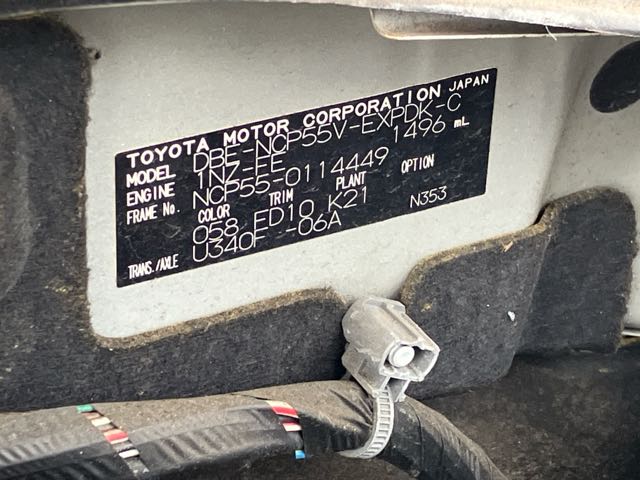 TOYOTA MOTOR CORPORATION JAPAN
MODEL DBE-NCP55V-EXPDK-C
ENGINE 1NZ-FE 1496 mL
FRAME No. NCP55-0114449
COLOR TRIM PLANT OPTION
058 FD10 K21 N353
TRANS./AXLE U340F -06A